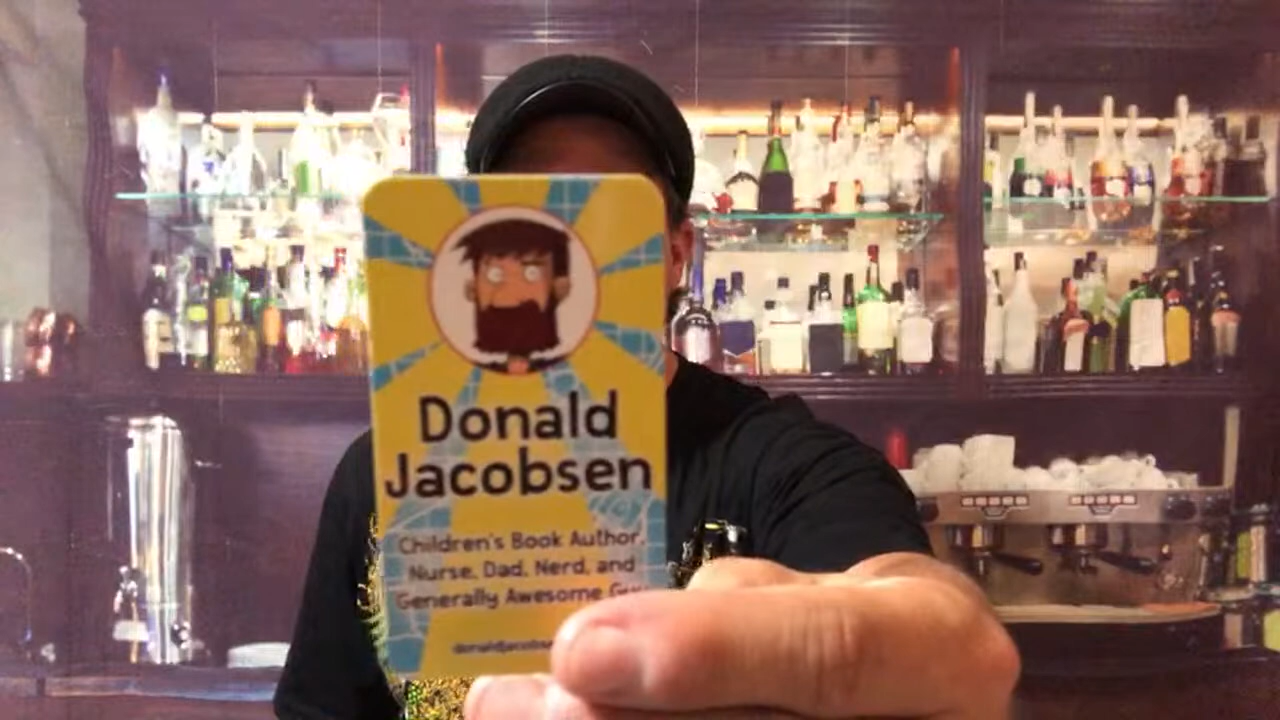 Donald
Jacobsen
Children's Book Author,
Nurse, Dad, Nerd, and
Generally Awesome